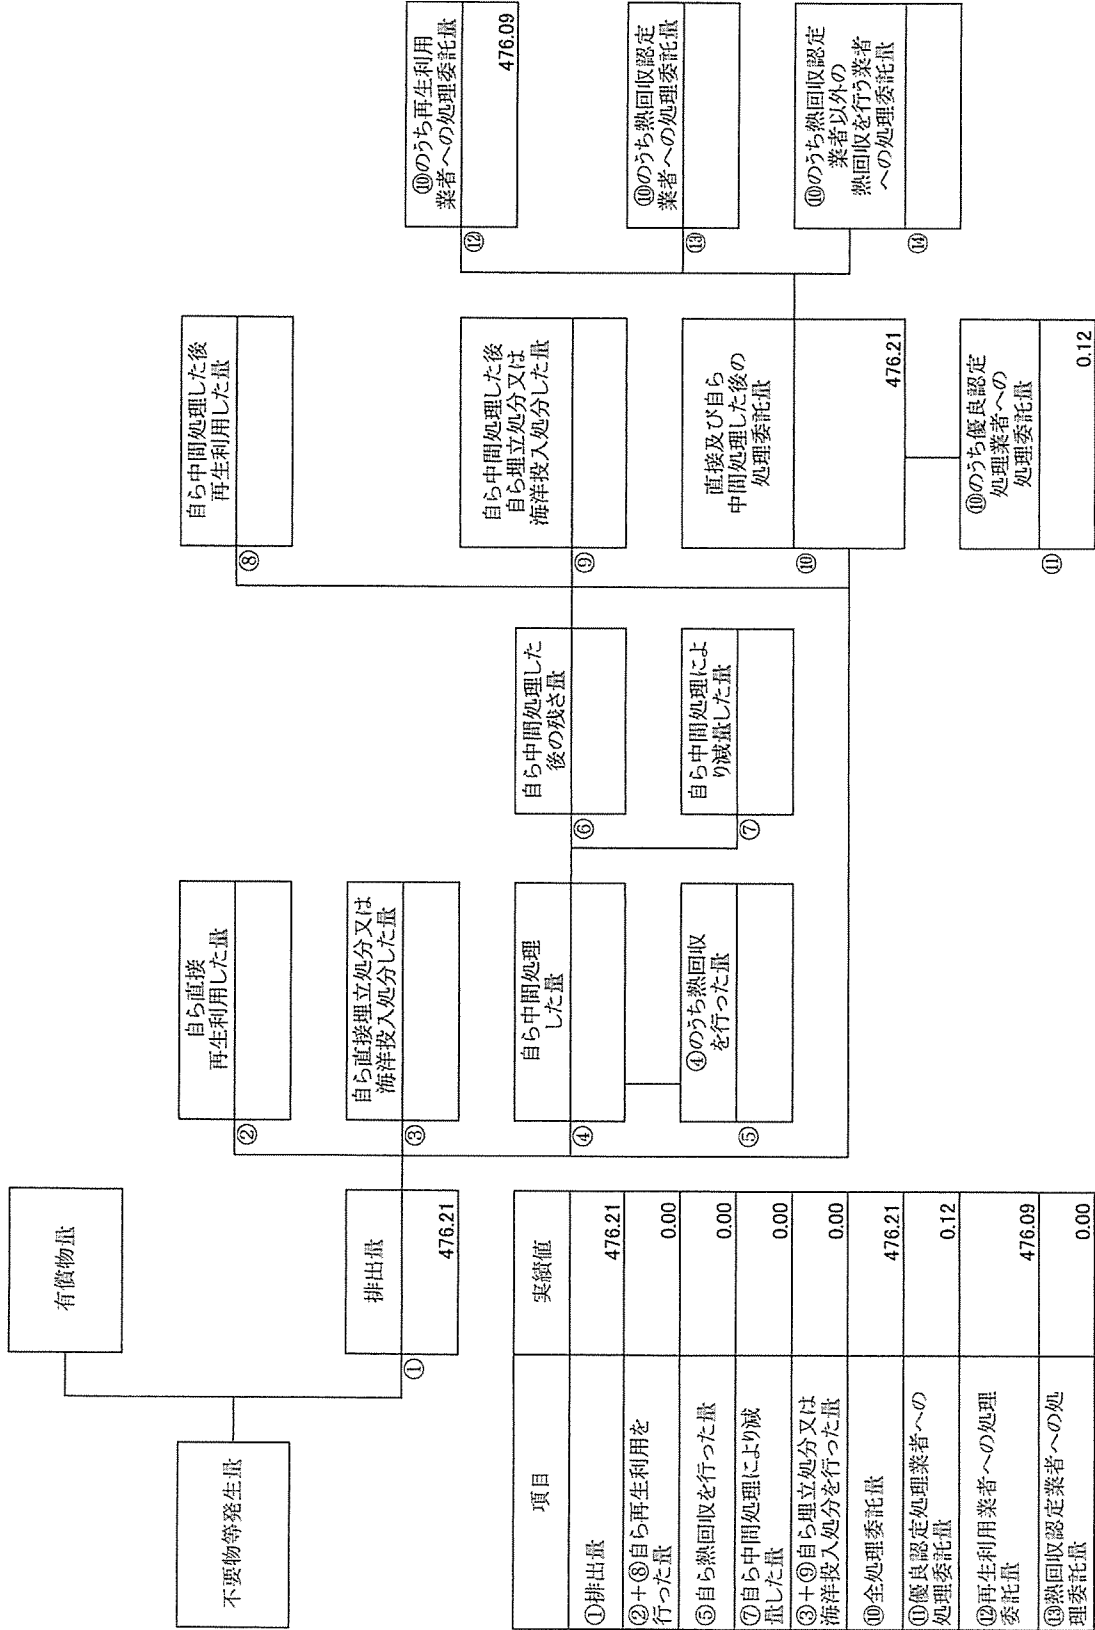 不要物等発生量
有償物量
排出量
①
476.21
②
自ら直接
再生利用した量
③
自ら直接埋立処分又は
海洋投入処分した量
④
自ら中間処理
した量
⑤
④のうち熱回収
を行った量
⑥
自ら中間処理した
後の残さ量
⑦
自ら中間処理によ
り減量した量
⑧
自ら中間処理した後
再生利用した量
⑨
自ら中間処理した後
自ら埋立処分又は
海洋投入処分した量
⑩
直接及び自ら
中間処理した後の
処理委託量
476.21
⑪
⑩のうち優良認定
処理業者への
処理委託量
0.12
⑫
⑩のうち再生利用
業者への処理委託量
476.09
⑬
⑩のうち熱回収認定
業者への処理委託量
⑭
⑩のうち熱回収認定
業者以外の
熱回収を行う業者
への処理委託量
項目
実績値
①排出量
476.21
②+⑧自ら再生利用を
行った量
0.00
⑤自ら熱回収を行った量
0.00
⑦自ら中間処理により減
量した量
0.00
③+⑨自ら埋立処分又は
海洋投入処分を行った量
0.00
⑩全処理委託量
476.21
⑪優良認定処理業者への
処理委託量
0.12
⑫再生利用業者への処理
委託量
476.09
⑬熱回収認定業者への処
理委託量
0.00